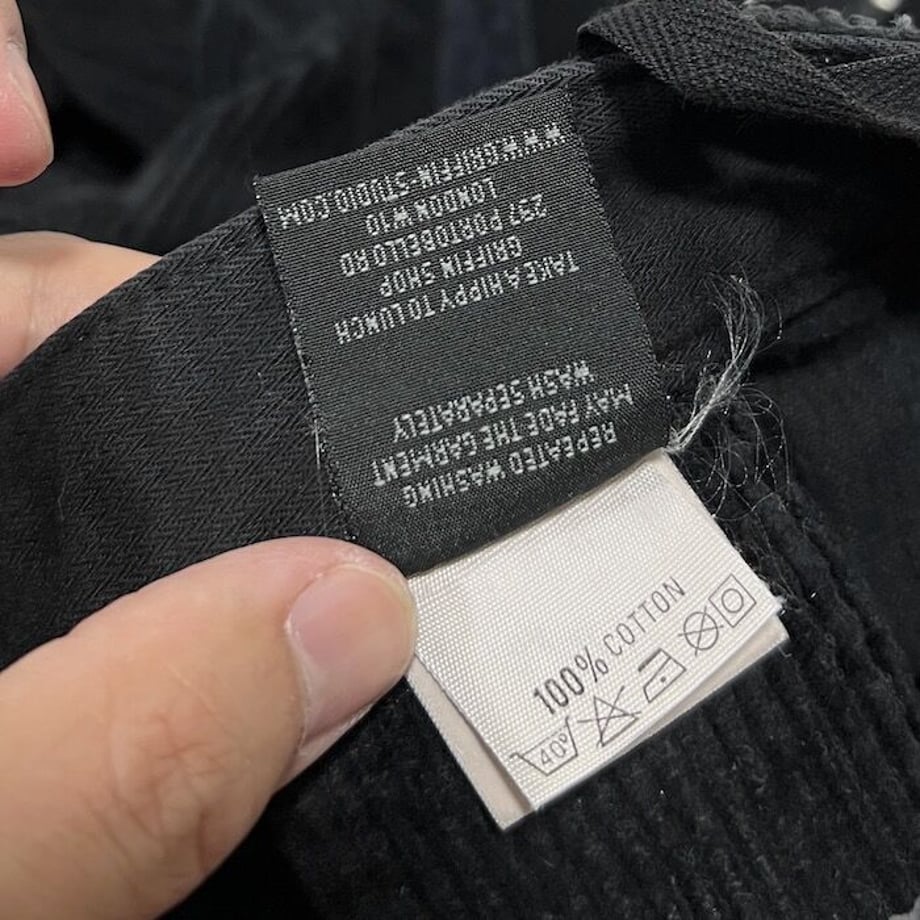 REPEATED WASHING
MAY FADE THE GARMENT
WASH SEPARATELY
TAKE A HIPPY TO LUNCH
GRIFFIN SHOP
297 PORTOBELLO RD
LONDON W10
WWW.GRIFFIN-STUDIO.COM
100% COTTON
40°